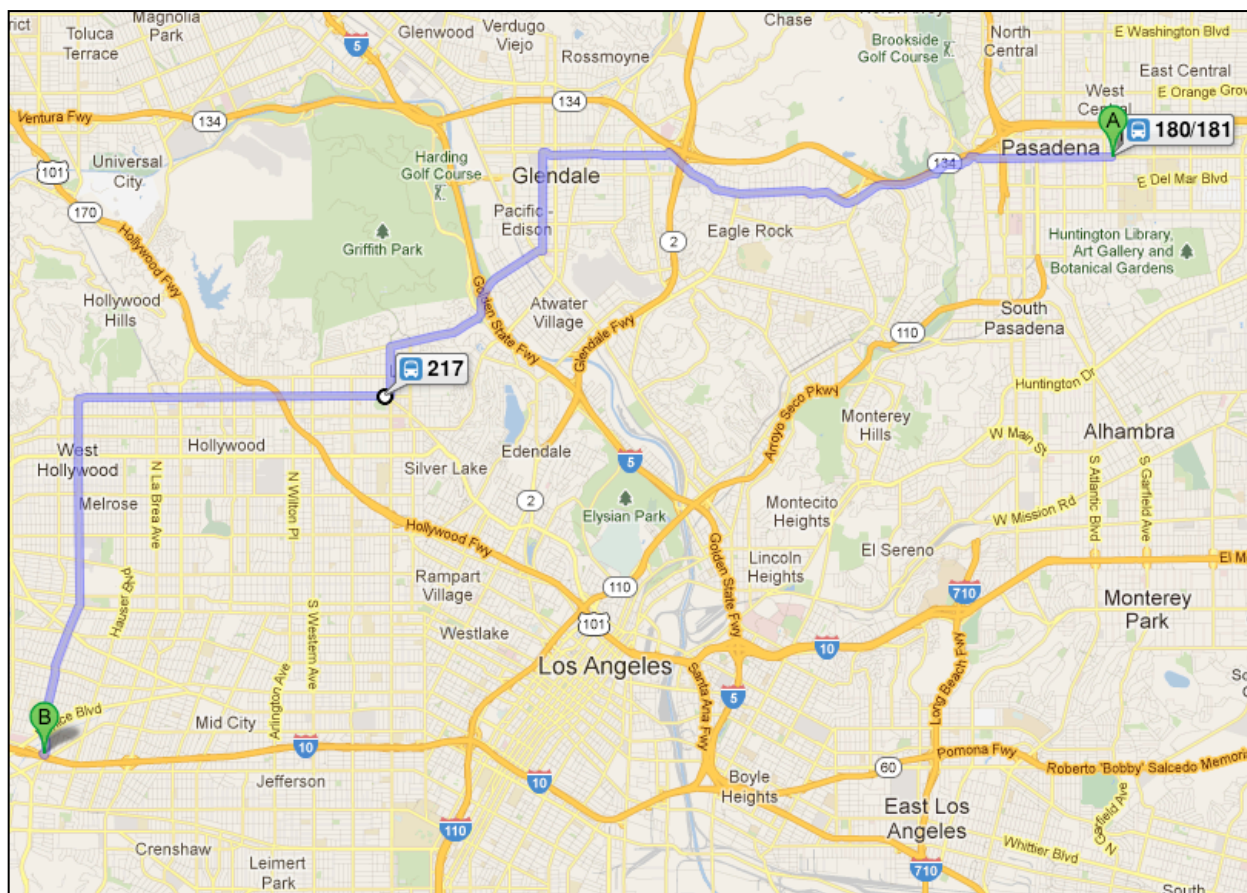 Toluca
Terrace
Magnolia
Park
Glenwood
Verdugo
Viejo
Rossmoyne
Chase
Brookside
Golf Course
North
Central
E Washington Blvd
East Central
E Orange Gro
West
Central
5
134
134
Ventura Fwy
101
Universal
City
170
Hollywood Fwy
Harding
Golf Course
Glendale
Pacific -
Edison
134
Pasadena
A
180/181
E Del Mar Blvd
Griffith Park
2
Eagle Rock
Huntington Library,
Art Gallery and
Botanical Gardens
Hollywood
Hills
Golden State Fwy
Atwater
Village
Glendale Fwy
South
Pasadena
110
217
Arroyo Seco Pkwy
Huntington Dr
West
Hollywood
Hollywood
Edendale
Silver Lake
Monterey
Hills
W Main St
Alhambra
N La Brea Ave
N Wilton Pl
Melrose
5
2
Elysian Park
Montecito
Heights
W Mission Rd
S Atlantic Blvd
S Garfield Ave
Hollywood Fwy
Golden State Fwy
Lincoln
Heights
El Sereno
El M
Hauser Blvd
Rampart
Village
110
101
710
S Western Ave
Westlake
Monterey
Park
10
Los Angeles
Santa Ana Fwy
5
Long Beach Fwy
Arlington Ave
B
ice Blvd
Mid City
10
Jefferson
10
Boyle
Heights
60
Pomona Fwy
Roberto 'Bobby' Salcedo Memoria
East Los
Angeles
N Garfield Ave
110
Crenshaw
Leimert
Park
710
Whittier Blvd
South